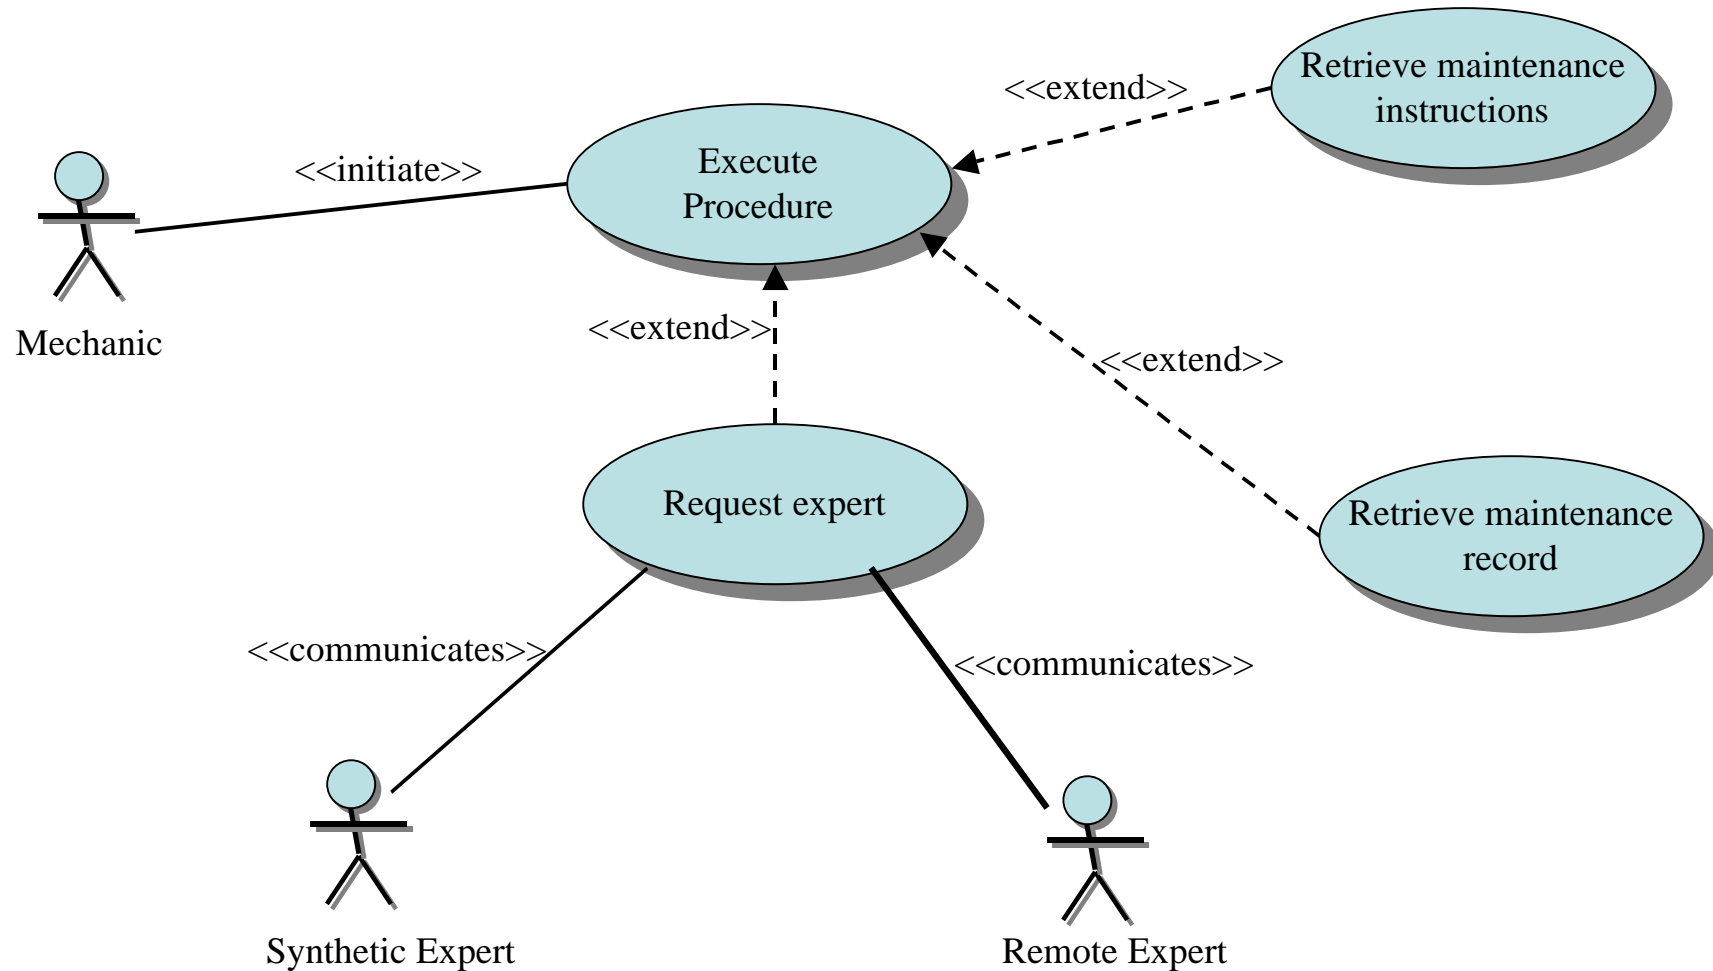 Retrieve maintenance
instructions
<<extend>>
Execute
Procedure
<<initiate>>
Mechanic
<<extend>>
<<extend>>
Request expert
Retrieve maintenance
record
<<communicates>>
<<communicates>>
Synthetic Expert
Remote Expert